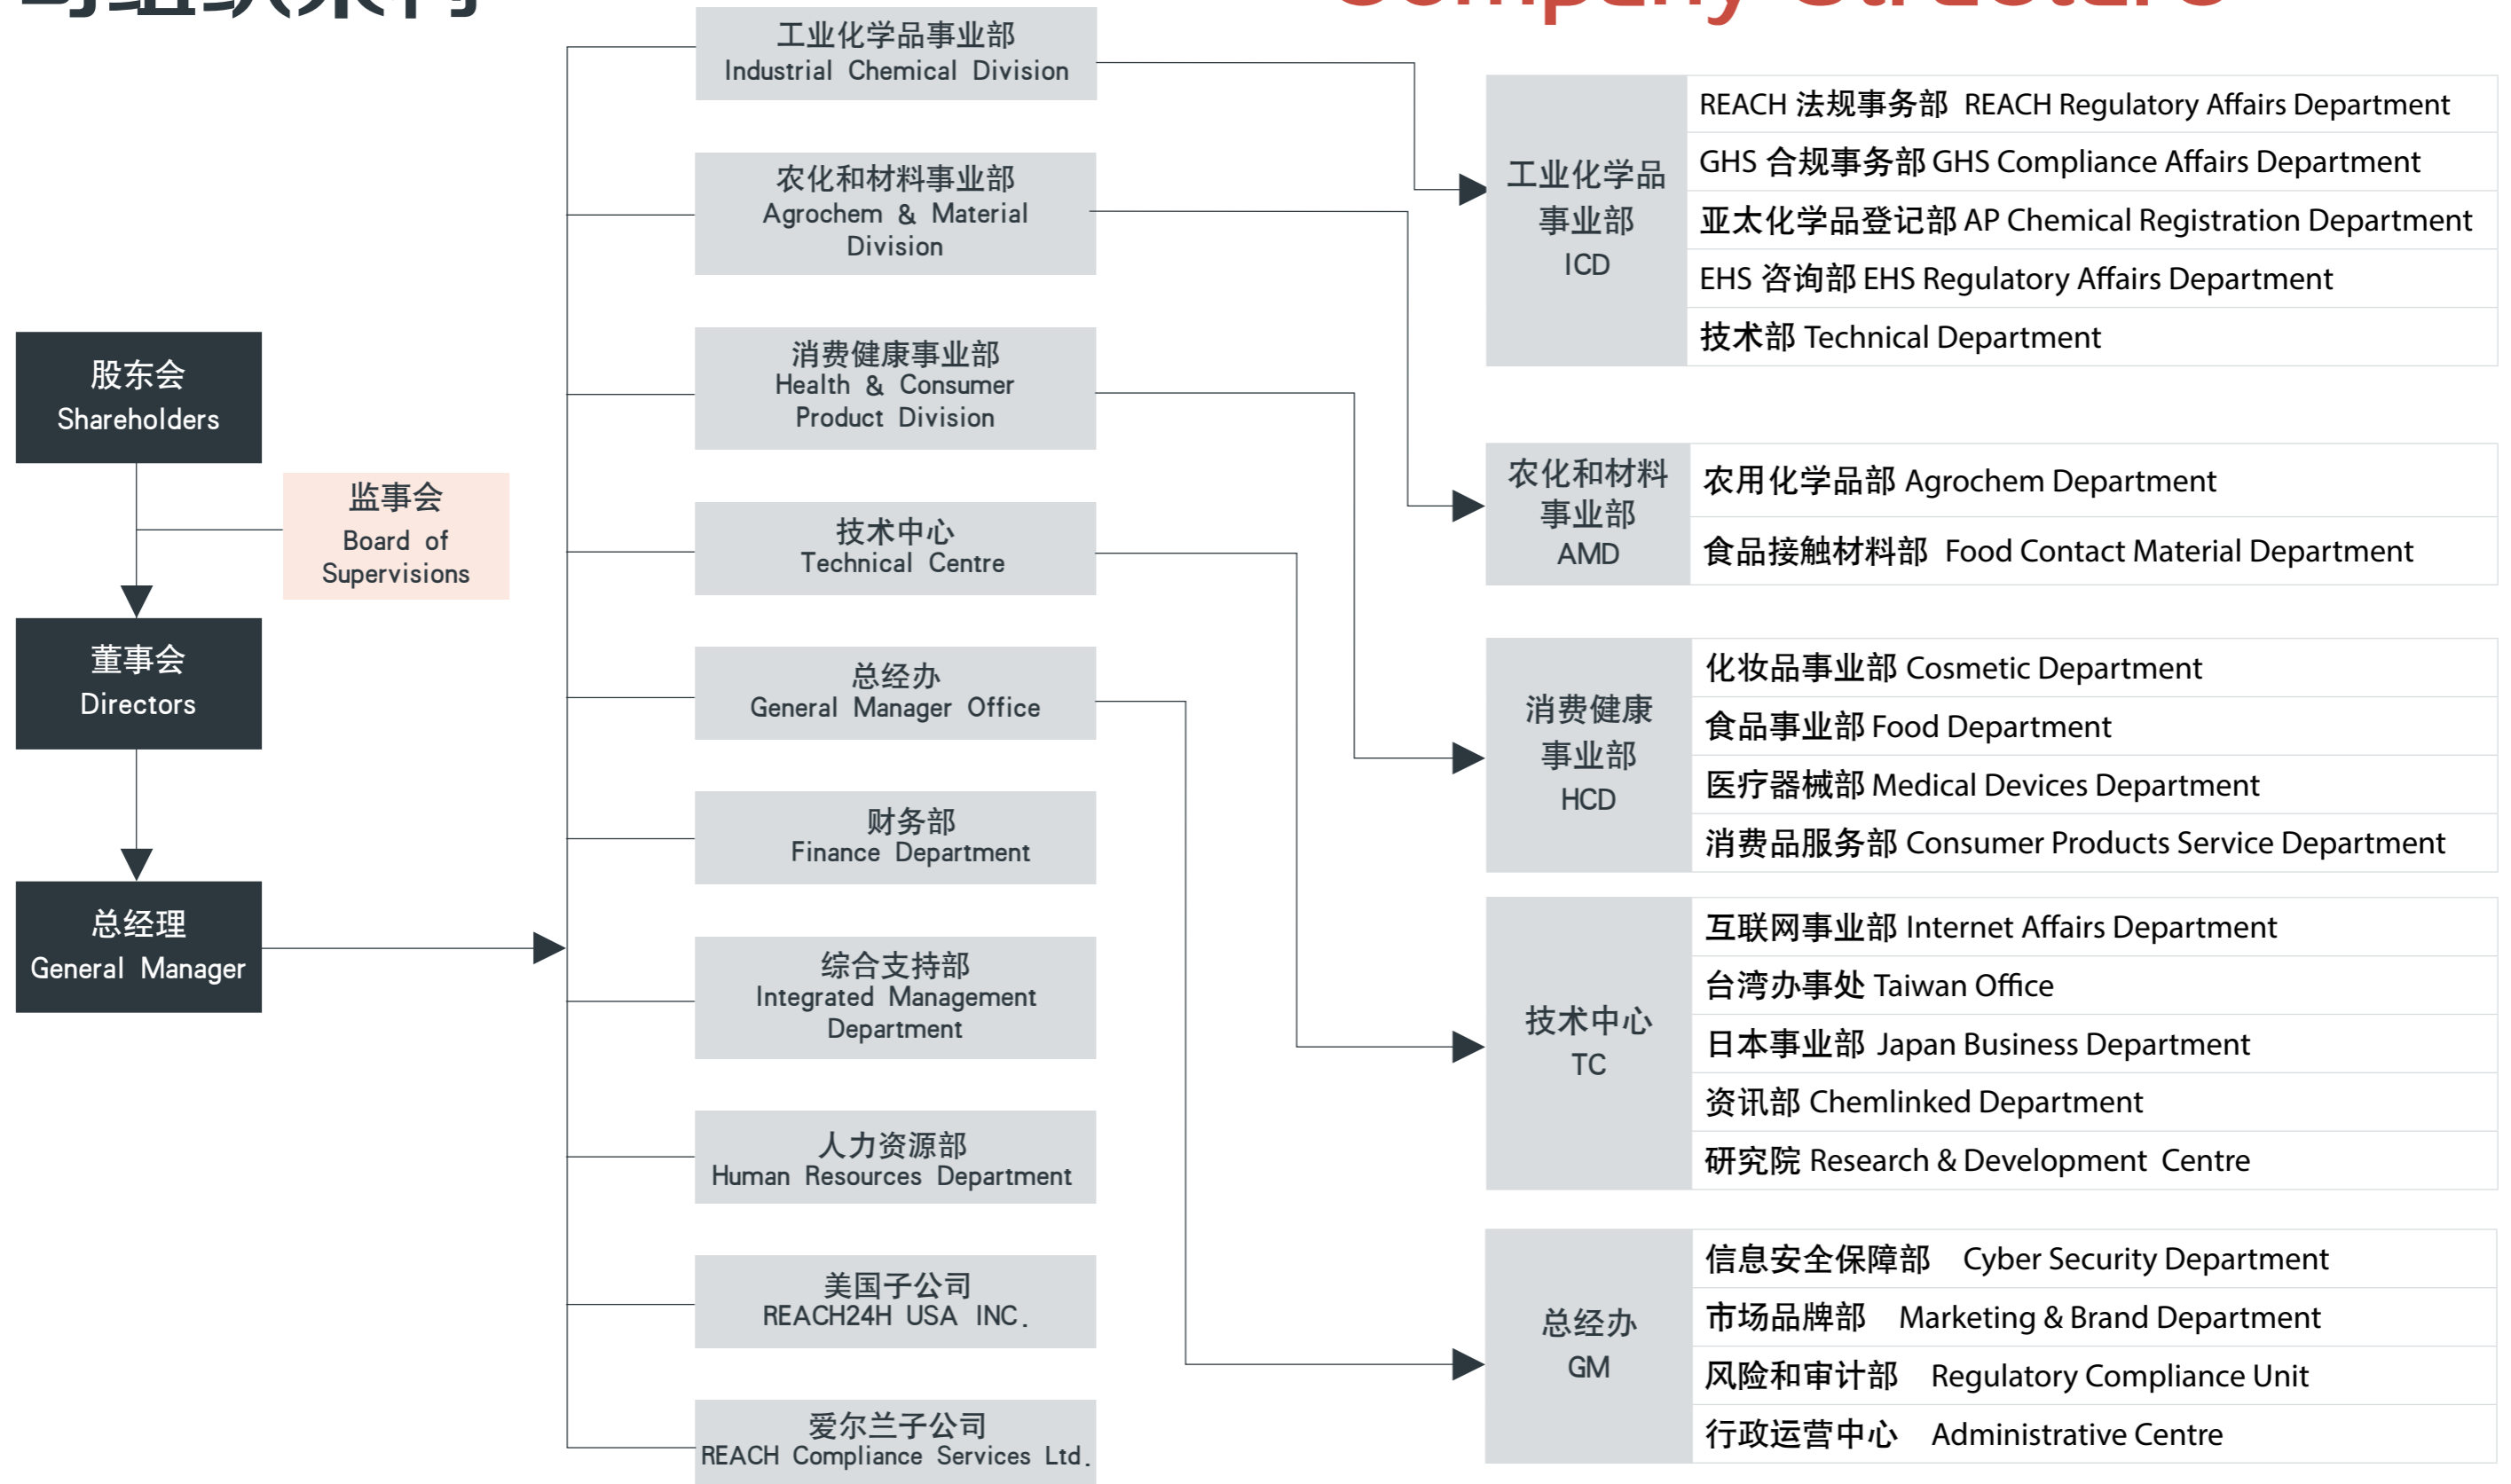 司组织架构
Company Structure
股东会
Shareholders
监事会
Board of
Supervisions
董事会
Directors
总经理
General Manager
工业化学品事业部
Industrial Chemical Division
农化和材料事业部
Agrochem & Material
Division
消费健康事业部
Health & Consumer
Product Division
技术中心
Technical Centre
总经办
General Manager Office
财务部
Finance Department
综合支持部
Integrated Management
Department
人力资源部
Human Resources Department
美国子公司
REACH24H USA INC.
爱尔兰子公司
REACH Compliance Services Ltd.
工业化学品
事业部
ICD
REACH 法规事务部 REACH Regulatory Affairs Department
GHS 合规事务部 GHS Compliance Affairs Department
亚太化学品登记部 AP Chemical Registration Department
EHS 咨询部 EHS Regulatory Affairs Department
技术部 Technical Department
农化和材料
事业部
AMD
农用化学品部 Agrochem Department
食品接触材料部 Food Contact Material Department
消费健康
事业部
HCD
化妆品事业部 Cosmetic Department
食品事业部 Food Department
医疗器械部 Medical Devices Department
消费品服务部 Consumer Products Service Department
技术中心
TC
互联网事业部 Internet Affairs Department
台湾办事处 Taiwan Office
日本事业部 Japan Business Department
资讯部 Chemlinked Department
研究院 Research & Development Centre
总经办
GM
信息安全保障部 Cyber Security Department
市场品牌部 Marketing & Brand Department
风险和审计部 Regulatory Compliance Unit
行政运营中心 Administrative Centre